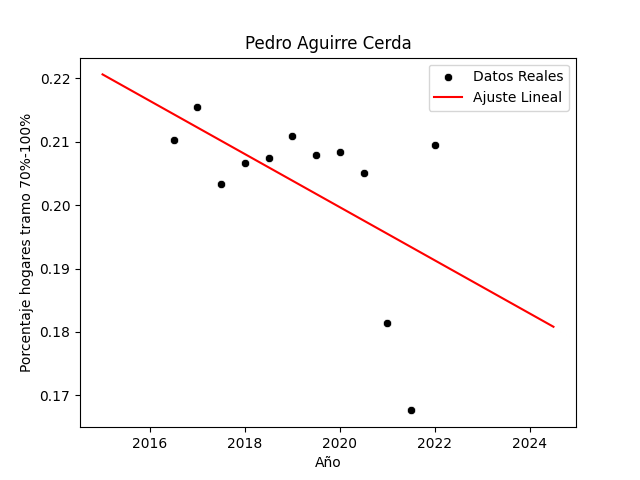 Pedro Aguirre Cerda
Datos Reales
Ajuste Lineal
Porcentaje hogares tramo 70%-100%
0.22
0.21
0.20
0.19
0.18
0.17
2016
2018
2020
2022
2024
Año